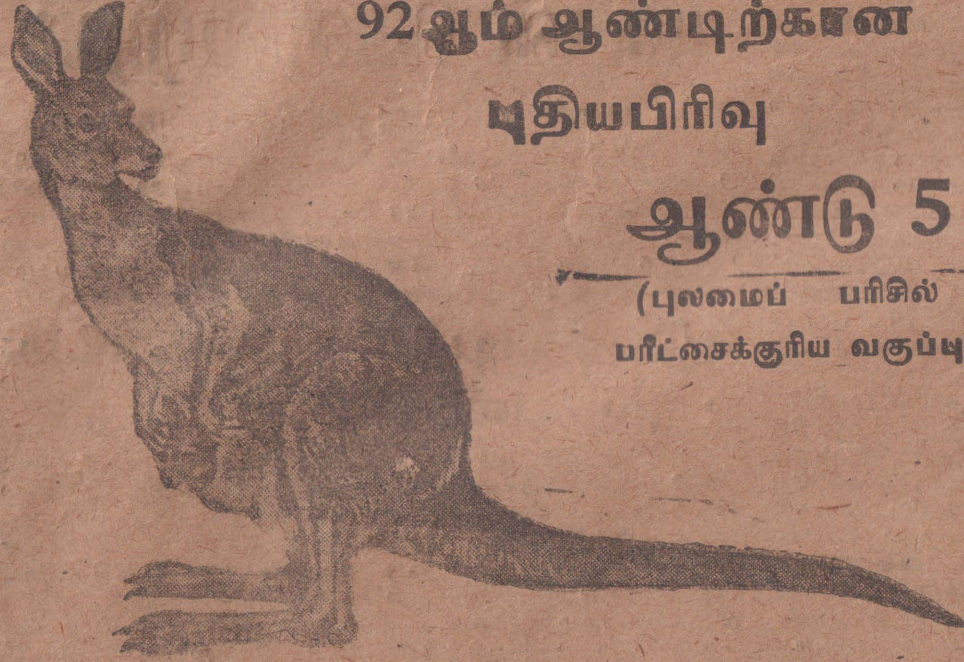 92ஆம் ஆண்டிற்கான
புதியபிரிவு
ஆண்டு 5
(புலமைப் பரிசில்
பரீட்சைக்குரிய வகுப்பு